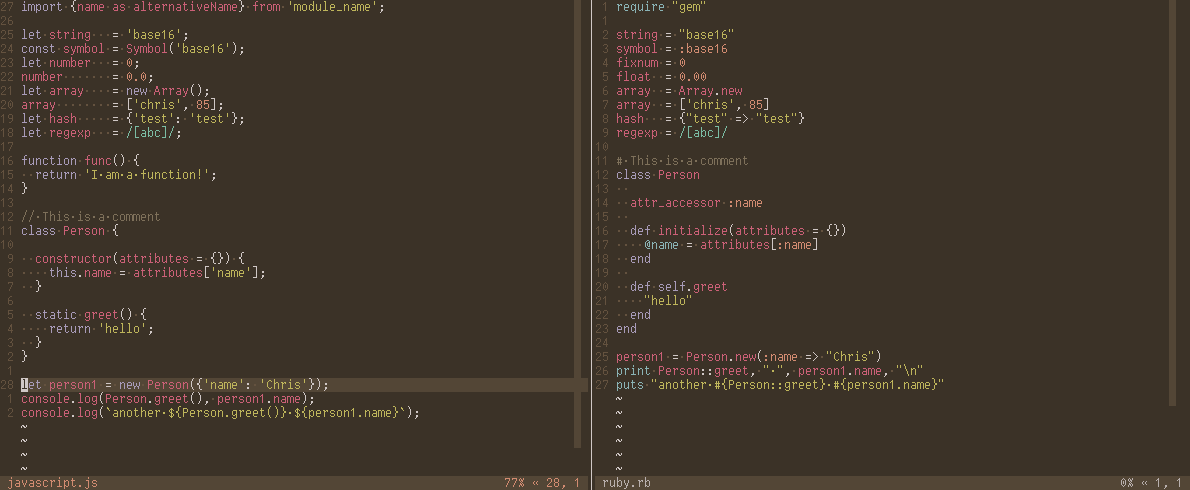 27 import {name as alternativeName} from 'module_name';
26
25 let·string···=·'base16';
24 const·symbol·=·Symbol('base16');
23 let·number···=·0;
22 number·······=·0.0;
21 let·array····=·new·Array();
20 array········=·['chris',·85];
19 let·hash·····=·{'test':·'test'};
18 let·regexp···=·/[abc]/;
17
16 function·func()·{
15 ··return·'I·am·a·function!';
14 }
13
12 //·This·is·a·comment
11 class·Person·{
10
9 ··constructor(attributes·=·{})·{
8 ····this.name·=·attributes['name'];
7 ··}
6
5 ··static·greet()·{
4 ····return·'hello';
3 ··}
2 }
1
28 let·person1·=·new·Person({'name':·'Chris'});
1 console.log(Person.greet(),·person1.name);
2 console.log(`another·${Person.greet()}·${person1.name}`);
~
~
~
~
javascript.js 77% « 28, 1
1 require·"gem"
1
2 string·=·"base16"
3 symbol·=·:base16
4 fixnum·=·0
5 float··=·0.00
6 array··=·Array.new
7 array··=·['chris',·85]
8 hash···=·{"test"·=>·"test"}
9 regexp·=·/[abc]/
10
11 #·This·is·a·comment
12 class·Person
13 ··
14 ··attr_accessor·:name
15 ··
16 ··def·initialize(attributes·=·{})
17 ····@name·=·attributes[:name]
18 ··end
19 ··
20 ··def·self.greet
21 ····"hello"
22 ··end
23 end
24
25 person1·=·Person.new(:name·=>·"Chris")
26 print·Person::greet,·"·",·person1.name,·"\n"
27 puts·"another·#{Person::greet}·#{person1.name}"
~
~
~
~
~
~
ruby.rb 0% « 1, 1